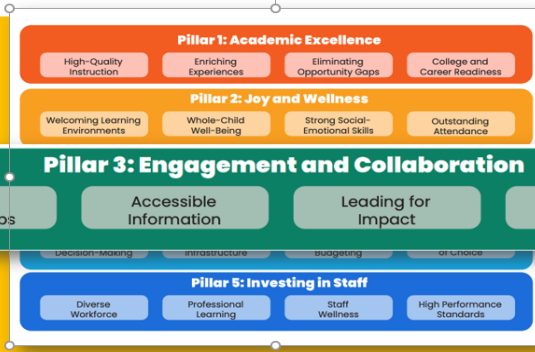 Pillar 1: Academic Excellence
High-Quality Enriching Eliminating College and
Instruction Experiences Opportunity Gaps Career Readiness
Pillar 2: Joy and Wellness
Welcoming Learning Whole-Child Strong Social- Outstanding
Environments Well-Being Emotional Skills Attendance
Pillar 3: Engagement and Collaboration
Accessible Leading for
ps Information Impact
Decision-Making Infrastructure Budgeting of Choice
Pillar 5: Investing in Staff
Diverse Professional Staff High Performance
Workforce Learning Wellness Standards